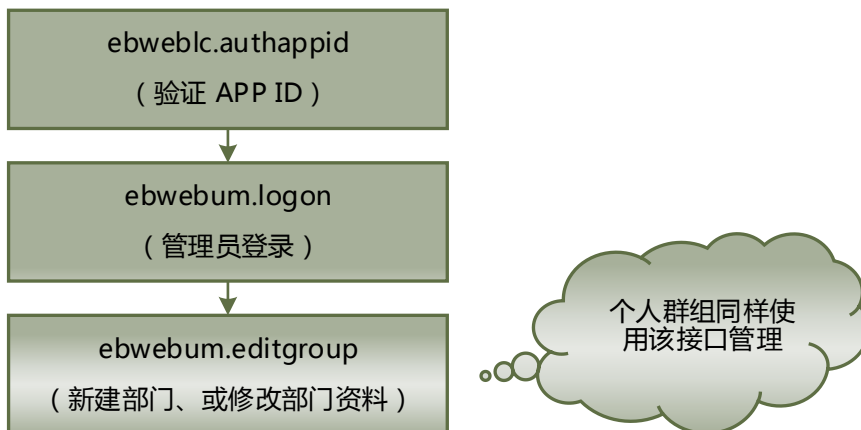 ebweblc.authappid
（验证 APP ID）
ebwebum.logon
（管理员登录）
ebwebum.editgroup
（新建部门、或修改部门资料）
个人群组同样使
用该接口管理